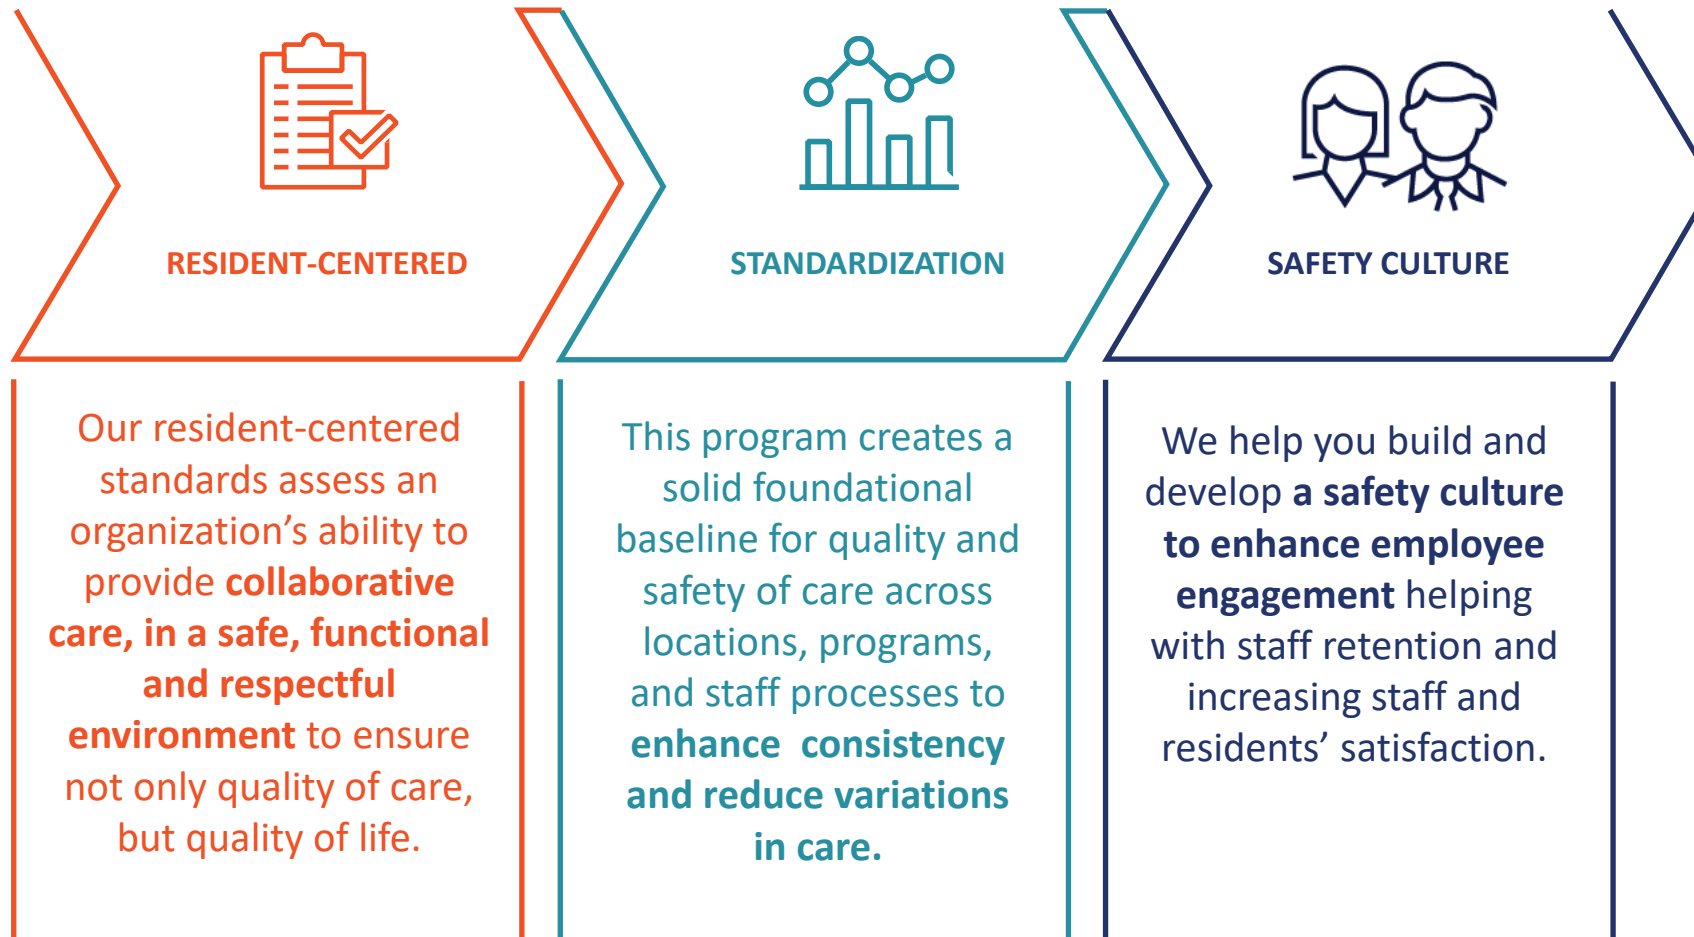 RESIDENT-CENTERED
Our resident-centered
standards assess an
organization’s ability to
provide collaborative
care, in a safe, functional
and respectful
environment to ensure
not only quality of care,
but quality of life.
STANDARDIZATION
This program creates a
solid foundational
baseline for quality and
safety of care across
locations, programs,
and staff processes to
enhance  consistency
and reduce variations
in care.
SAFETY CULTURE
We help you build and
develop a safety culture
to enhance employee
engagement helping
with staff retention and
increasing staff and
residents’ satisfaction.